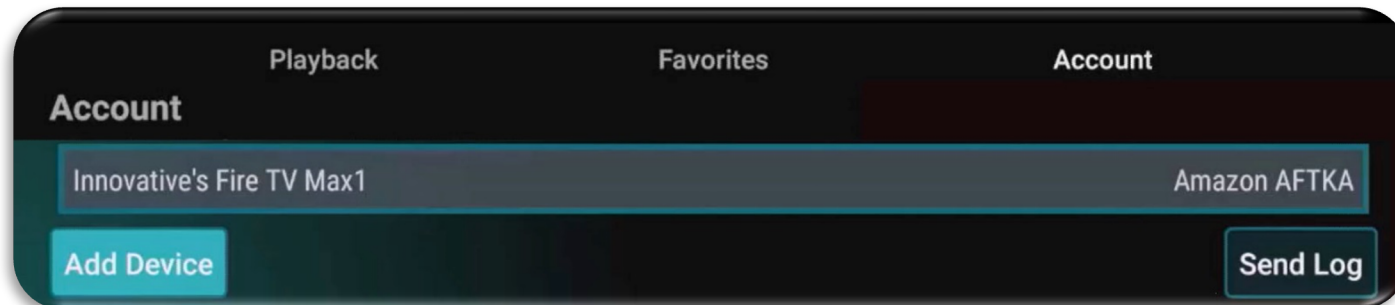 Playback Favorites Account
Account
Innovative's Fire TV Max1 Amazon AFTKA
Add Device Send Log